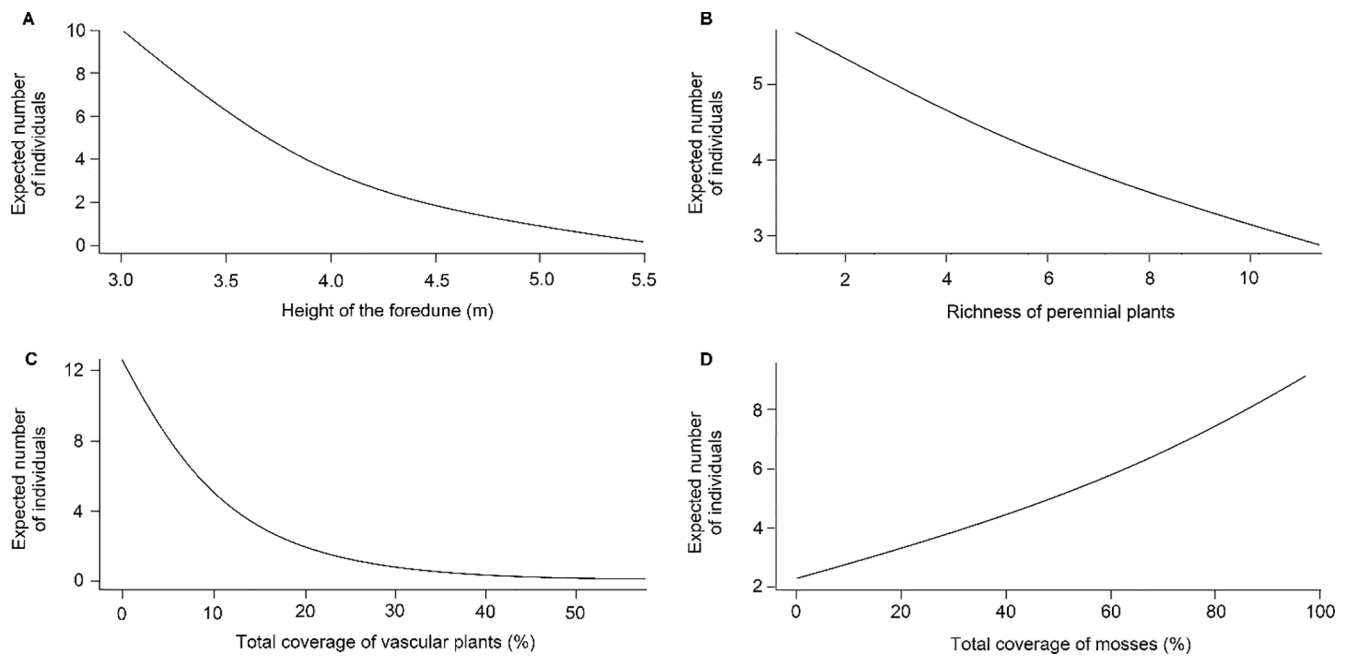 A
Expected number
of individuals
10
8
6
4
2
0
3.0 3.5 4.0 4.5 5.0 5.5
Height of the foredune (m)
B
Expected number
of individuals
5
4
3
2 4 6 8 10
Richness of perennial plants
C
Expected number
of individuals
12
8
4
0
0 10 20 30 40 50
Total coverage of vascular plants (%)
D
Expected number
of individuals
8
6
4
2
0 20 40 60 80 100
Total coverage of mosses (%)